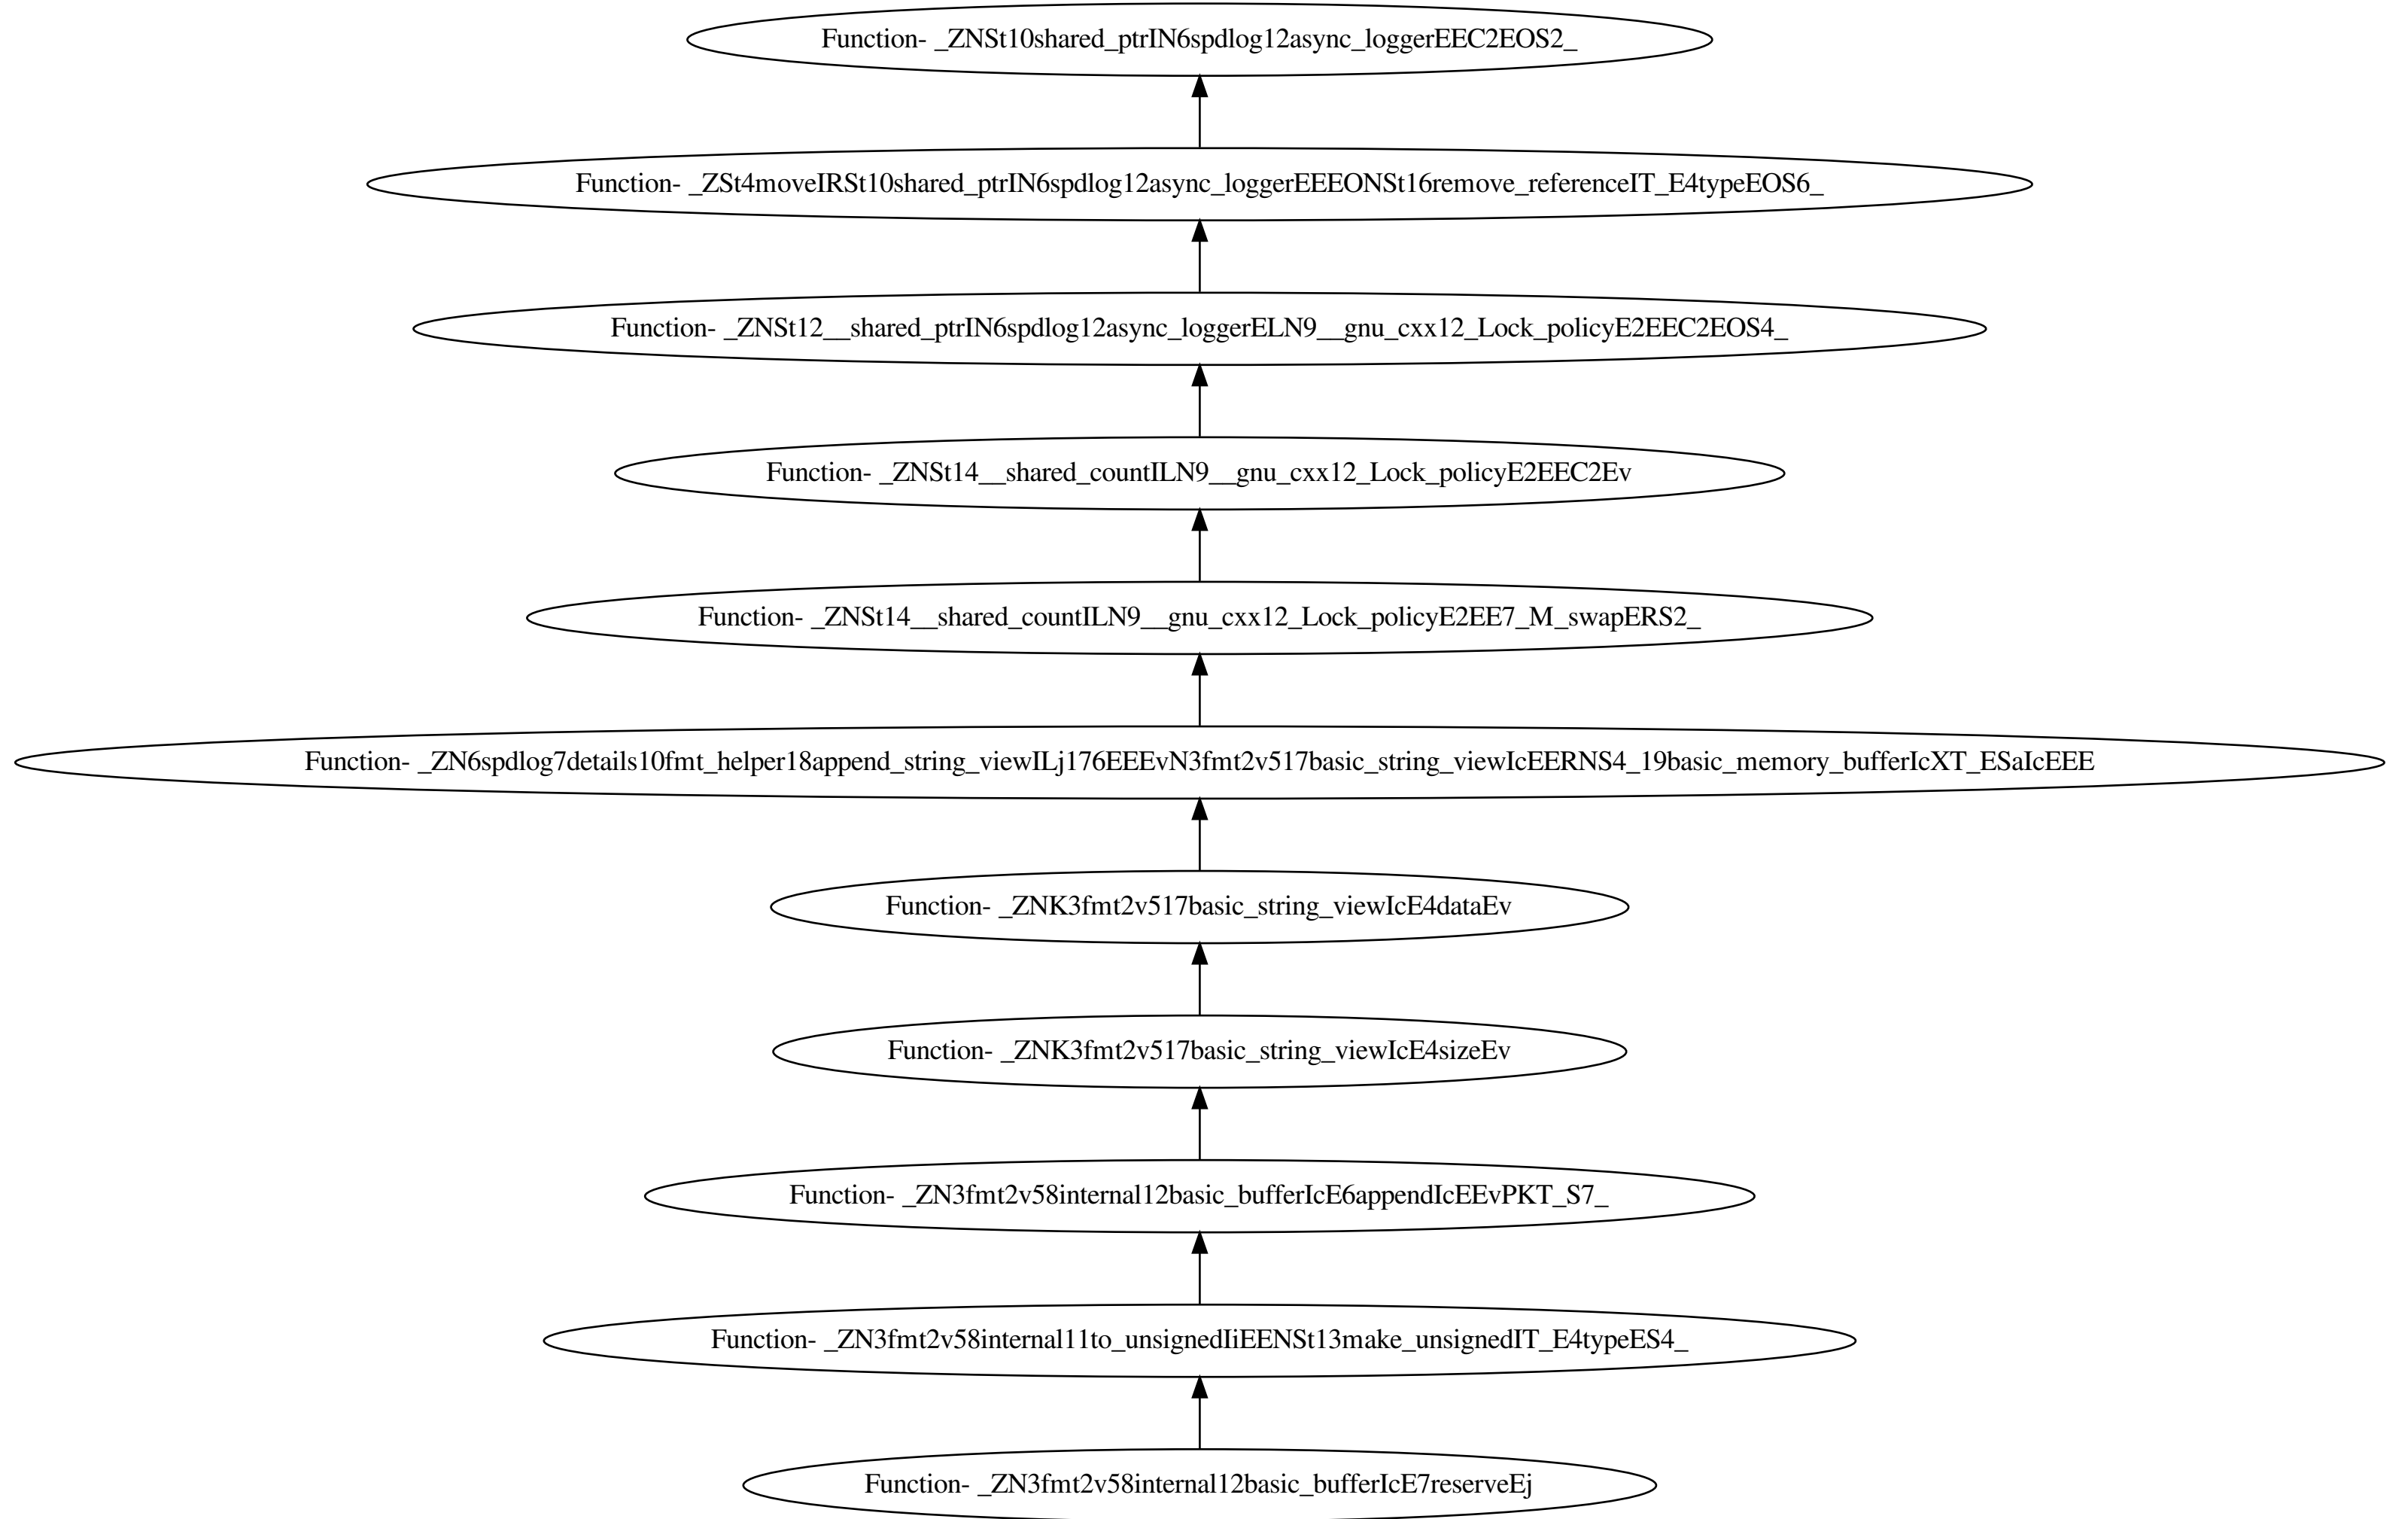 Function- _ZNSt10shared_ptrIN6spdlog12async_loggerEEC2EOS2_
Function- _ZSt4moveIRSt10shared_ptrIN6spdlog12async_loggerEEEONSt16remove_referenceIT_E4typeEOS6_
Function- _ZNSt12__shared_ptrIN6spdlog12async_loggerELN9__gnu_cxx12_Lock_policyE2EEC2EOS4_
Function- _ZNSt14__shared_countILN9__gnu_cxx12_Lock_policyE2EEC2Ev
Function- _ZNSt14__shared_countILN9__gnu_cxx12_Lock_policyE2EE7_M_swapERS2_
Function- _ZN6spdlog7details10fmt_helper18append_string_viewILj176EEEvN3fmt2v517basic_string_viewIcEERNS4_19basic_memory_bufferIcXT_ESaIcEEE
Function- _ZNK3fmt2v517basic_string_viewIcE4dataEv
Function- _ZNK3fmt2v517basic_string_viewIcE4sizeEv
Function- _ZN3fmt2v58internal12basic_bufferIcE6appendIcEEvPKT_S7_
Function- _ZN3fmt2v58internal11to_unsignedIiEENSt13make_unsignedIT_E4typeES4_
Function- _ZN3fmt2v58internal12basic_bufferIcE7reserveEj